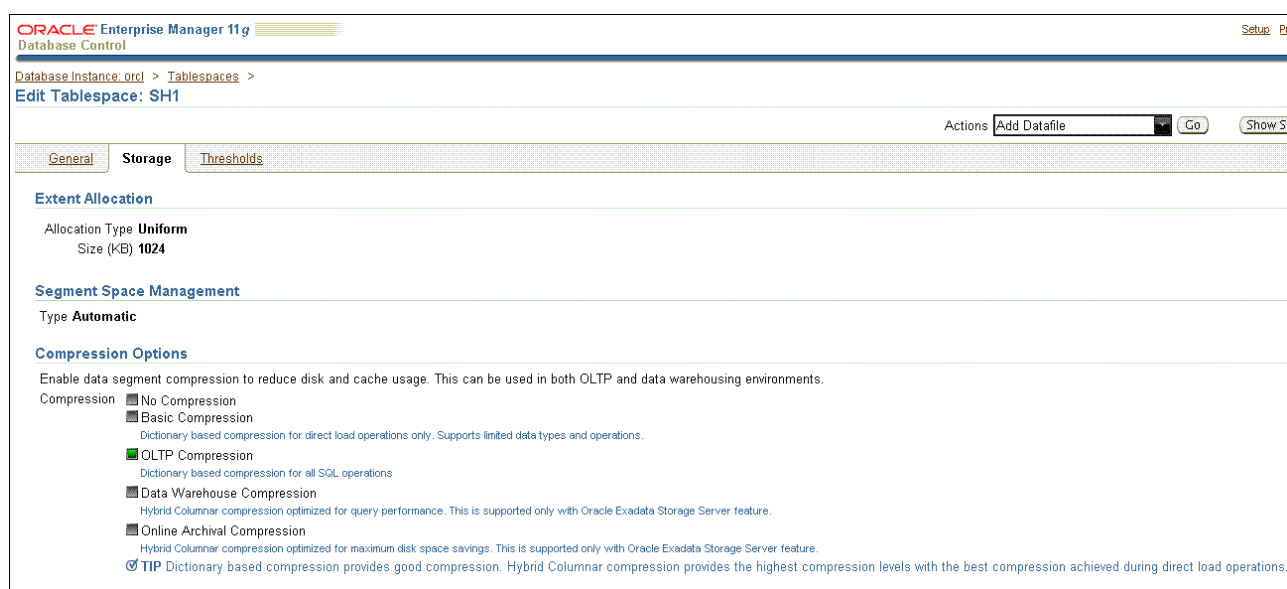 ORACLE Enterprise Manager 11g
Database Control
Setup
Database Instance: orcl > Tablespaces >
Edit Tablespace: SH1
Actions Add Datafile Go Show
General Storage Thresholds
Extent Allocation
Allocation Type Uniform
Size (KB) 1024
Segment Space Management
Type Automatic
Compression Options
Enable data segment compression to reduce disk and cache usage. This can be used in both OLTP and data warehousing environments.
Compression No Compression
Basic Compression
Dictionary based compression for direct load operations only. Supports limited data types and operations.
OLTP Compression
Dictionary based compression for all SQL operations
Data Warehouse Compression
Hybrid Columnar compression optimized for query performance. This is supported only with Oracle Exadata Storage Server feature.
Online Archival Compression
Hybrid Columnar compression optimized for maximum disk space savings. This is supported only with Oracle Exadata Storage Server feature.
TIP Dictionary based compression provides good compression. Hybrid Columnar compression provides the highest compression levels with the best compression achieved during direct load operations.